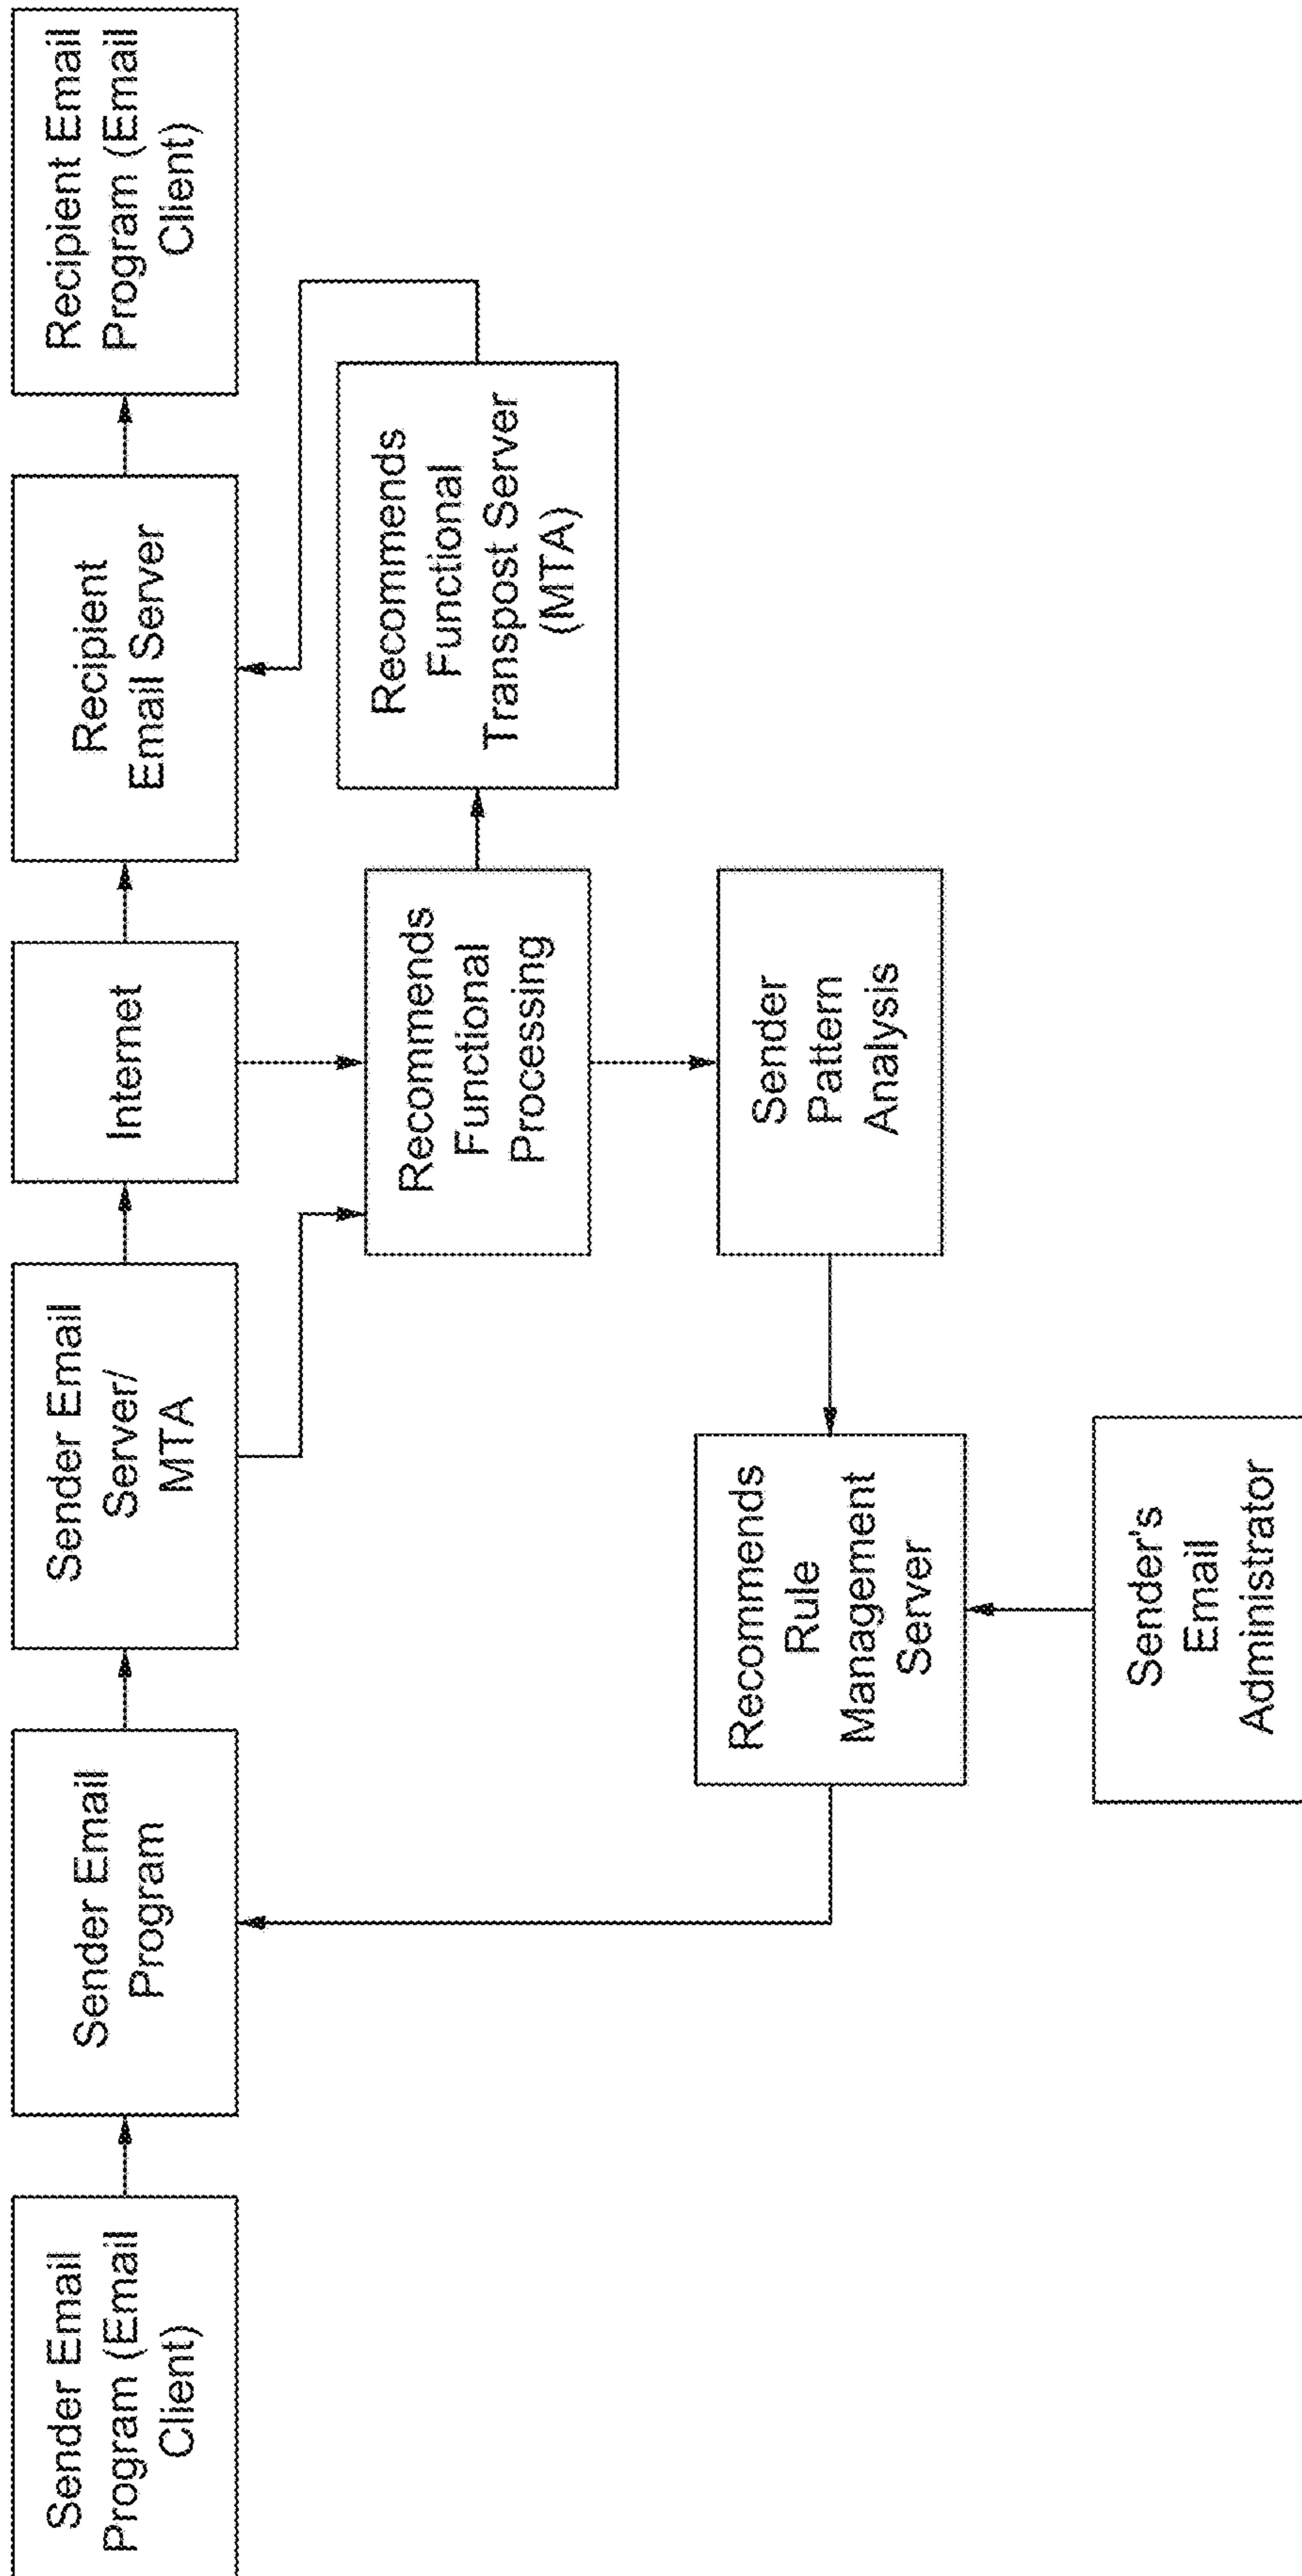 Sender Email
Program (Email
Client)
Sender Email
Program
Sender Email
Server/
MTA
Internet
Recipient
Email Server
Recipient Email
Program (Email
Client)
Recommends
Functional
Processing
Recommends
Functional
Transpost Server
(MTA)
Sender
Pattern
Analysis
Recommends
Rule
Management
Server
Sender's
Email
Administrator